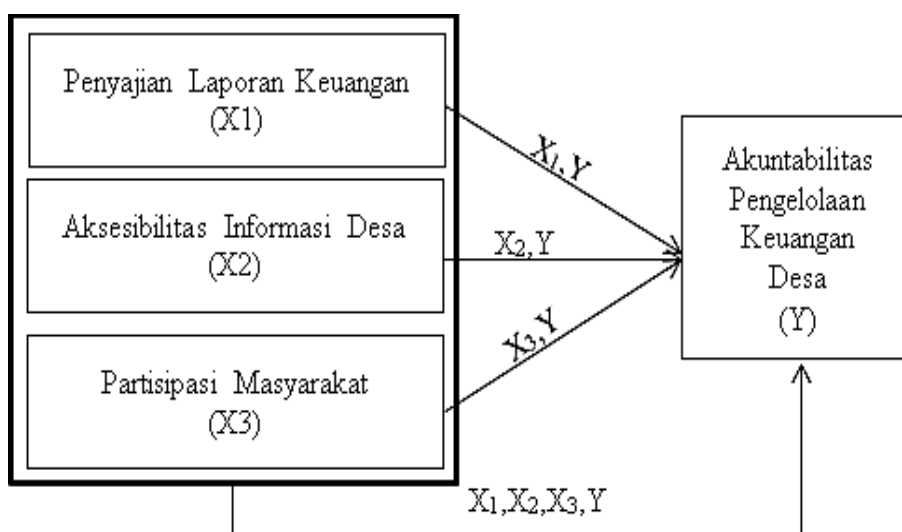 Penyajian Laporan Keuangan
(X1)
Aksesibilitas Informasi Desa
(X2)
Partisipasi Masyarakat
(X3)
X₁,Y
X₂,Y
X₃,Y
Akuntabilitas
Pengelolaan
Keuangan
Desa
(Y)
X₁,X₂,X₃,Y